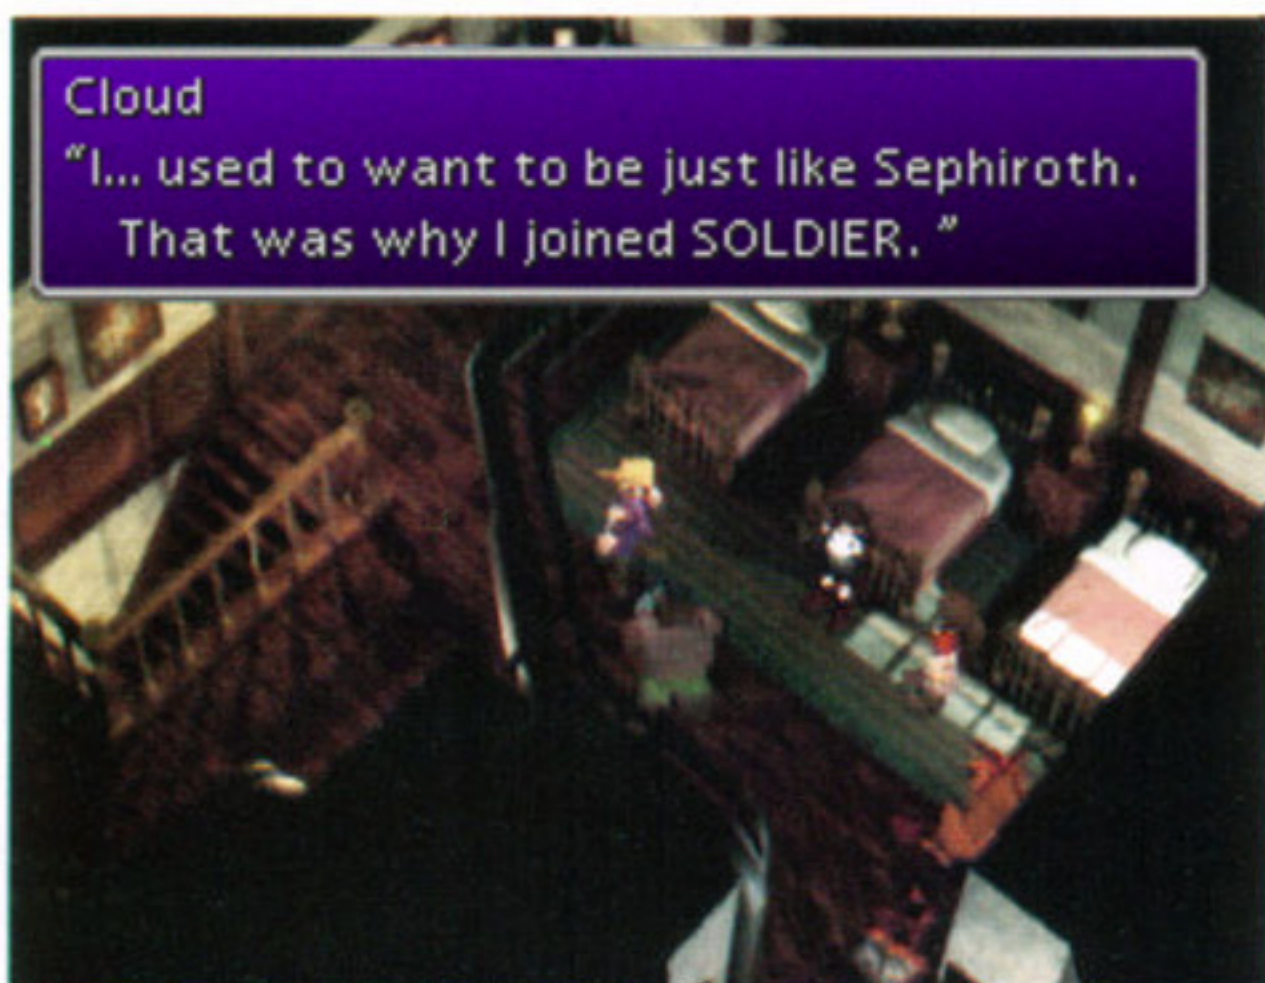 Cloud
“I... used to want to be just like Sephiroth.
That was why I joined SOLDIER. ”